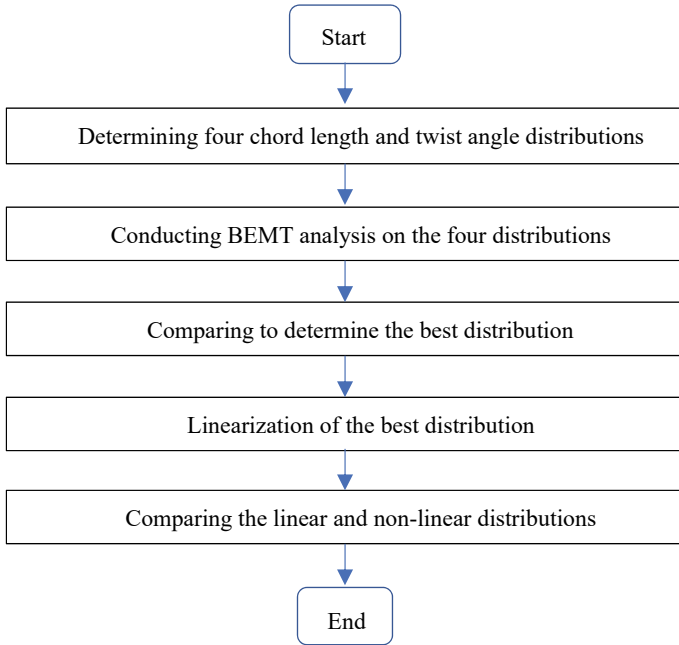 Start
Determining four chord length and twist angle distributions
Conducting BEMT analysis on the four distributions
Comparing to determine the best distribution
Linearization of the best distribution
Comparing the linear and non-linear distributions
End